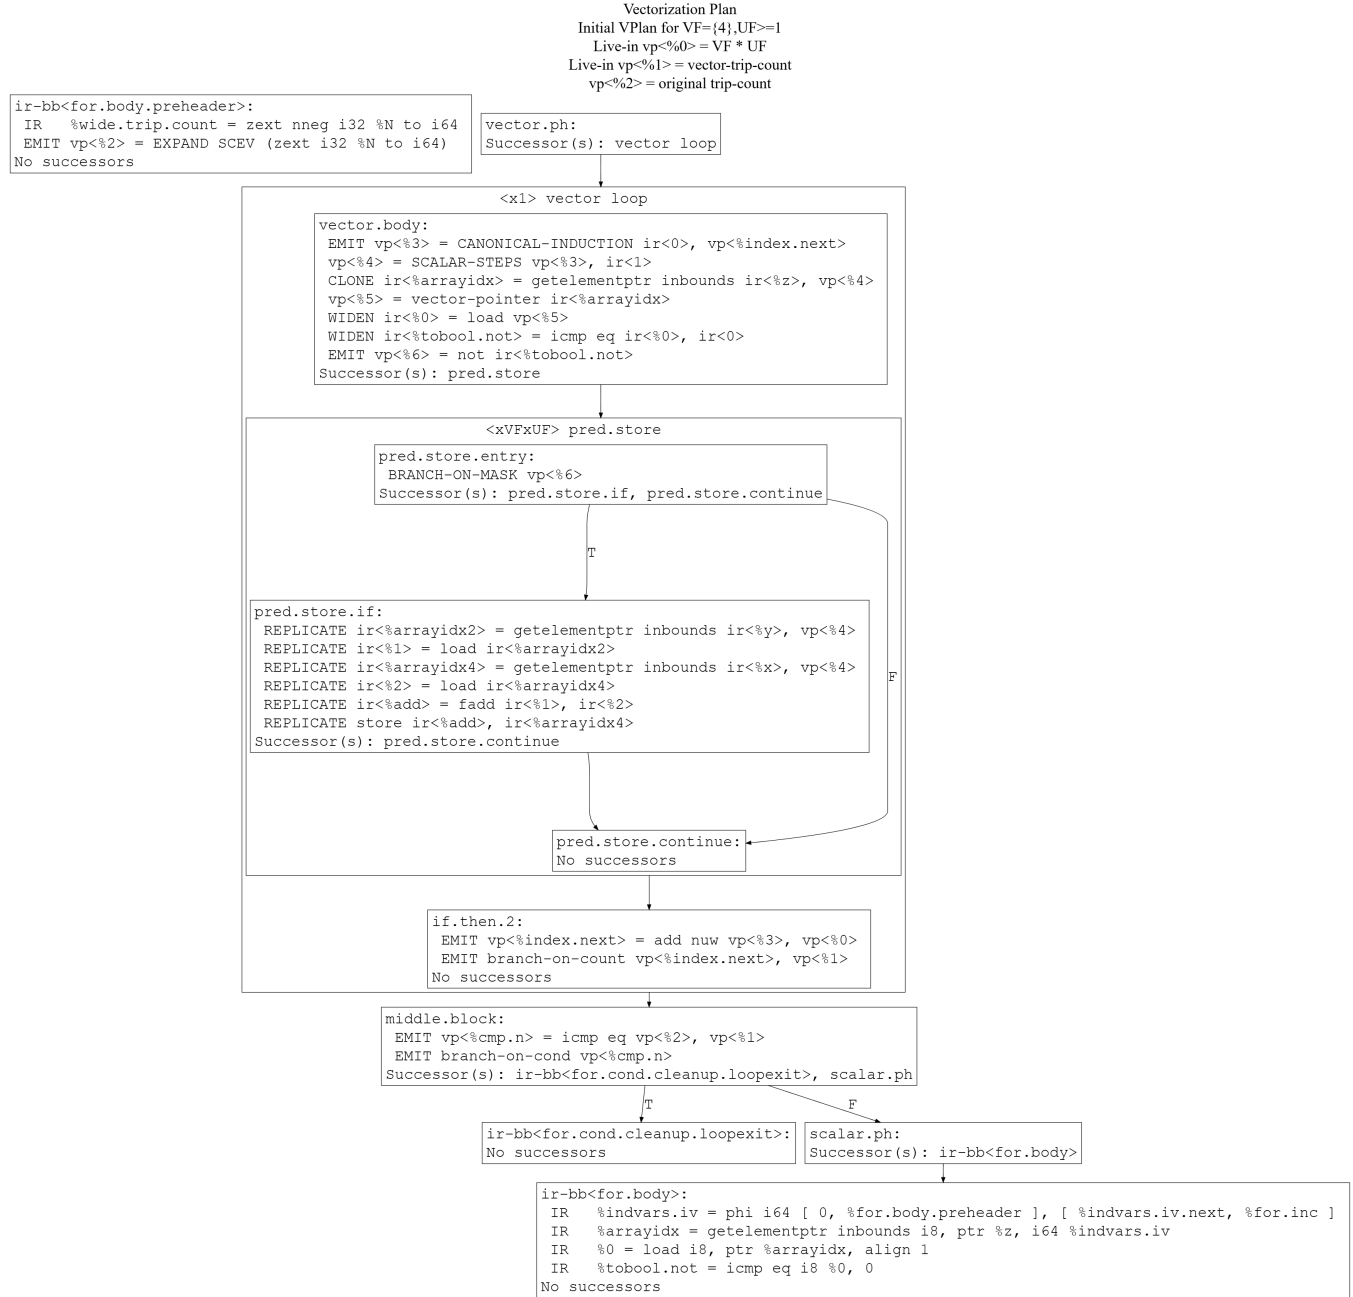 Vectorization Plan
Initial VPlan for VF={4},UF>=1
Live-in vp<%0> = VF * UF
Live-in vp<%1> = vector-trip-count
vp<%2> = original trip-count
ir-bb<for.body.preheader>:
IR   %wide.trip.count = zext nneg i32 %N to i64
EMIT vp<%2> = EXPAND SCEV (zext i32 %N to i64)
No successors
vector.ph:
Successor(s): vector loop
<x1> vector loop
vector.body:
EMIT vp<%3> = CANONICAL-INDUCTION ir<0>, vp<%index.next>
vp<%4> = SCALAR-STEPS vp<%3>, ir<1>
CLONE ir<%arrayidx> = getelementptr inbounds ir<%z>, vp<%4>
vp<%5> = vector-pointer ir<%arrayidx>
WIDEN ir<%0> = load vp<%5>
WIDEN ir<%tobool.not> = icmp eq ir<%0>, ir<0>
EMIT vp<%6> = not ir<%tobool.not>
Successor(s): pred.store
<xVFxUF> pred.store
pred.store.entry:
BRANCH-ON-MASK vp<%6>
Successor(s): pred.store.if, pred.store.continue
T
pred.store.if:
REPLICATE ir<%arrayidx2> = getelementptr inbounds ir<%y>, vp<%4>
REPLICATE ir<%1> = load ir<%arrayidx2>
REPLICATE ir<%arrayidx4> = getelementptr inbounds ir<%x>, vp<%4>
REPLICATE ir<%2> = load ir<%arrayidx4>
REPLICATE ir<%add> = fadd ir<%1>, ir<%2>
REPLICATE store ir<%add>, ir<%arrayidx4>
Successor(s): pred.store.continue
F
pred.store.continue:
No successors
if.then.2:
EMIT vp<%index.next> = add nuw vp<%3>, vp<%0>
EMIT branch-on-count vp<%index.next>, vp<%1>
No successors
middle.block:
EMIT vp<%cmp.n> = icmp eq vp<%2>, vp<%1>
EMIT branch-on-cond vp<%cmp.n>
Successor(s): ir-bb<for.cond.cleanup.loopexit>, scalar.ph
T
F
ir-bb<for.cond.cleanup.loopexit>:
No successors
scalar.ph:
Successor(s): ir-bb<for.body>
ir-bb<for.body>:
IR   %indvars.iv = phi i64 [ 0, %for.body.preheader ], [ %indvars.iv.next, %for.inc ]
IR   %arrayidx = getelementptr inbounds i8, ptr %z, i64 %indvars.iv
IR   %0 = load i8, ptr %arrayidx, align 1
IR   %tobool.not = icmp eq i8 %0, 0
No successors